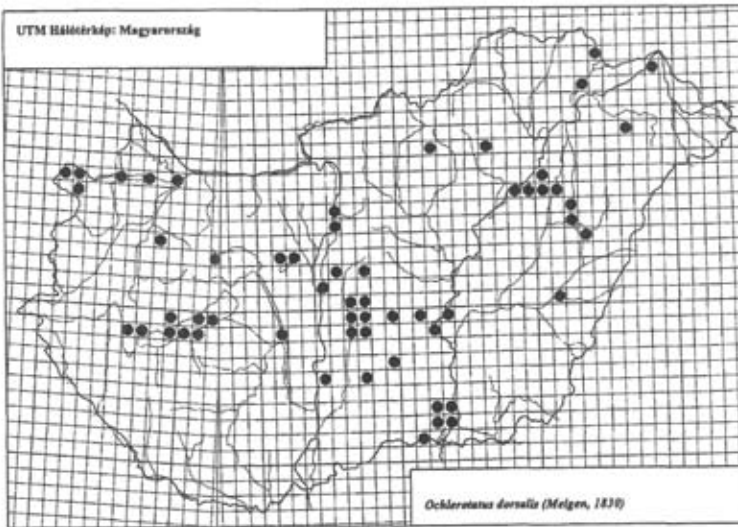 UTM Hálótérkép: Magyarország
Ochlerotatus dorsalis (Meigen, 1830)